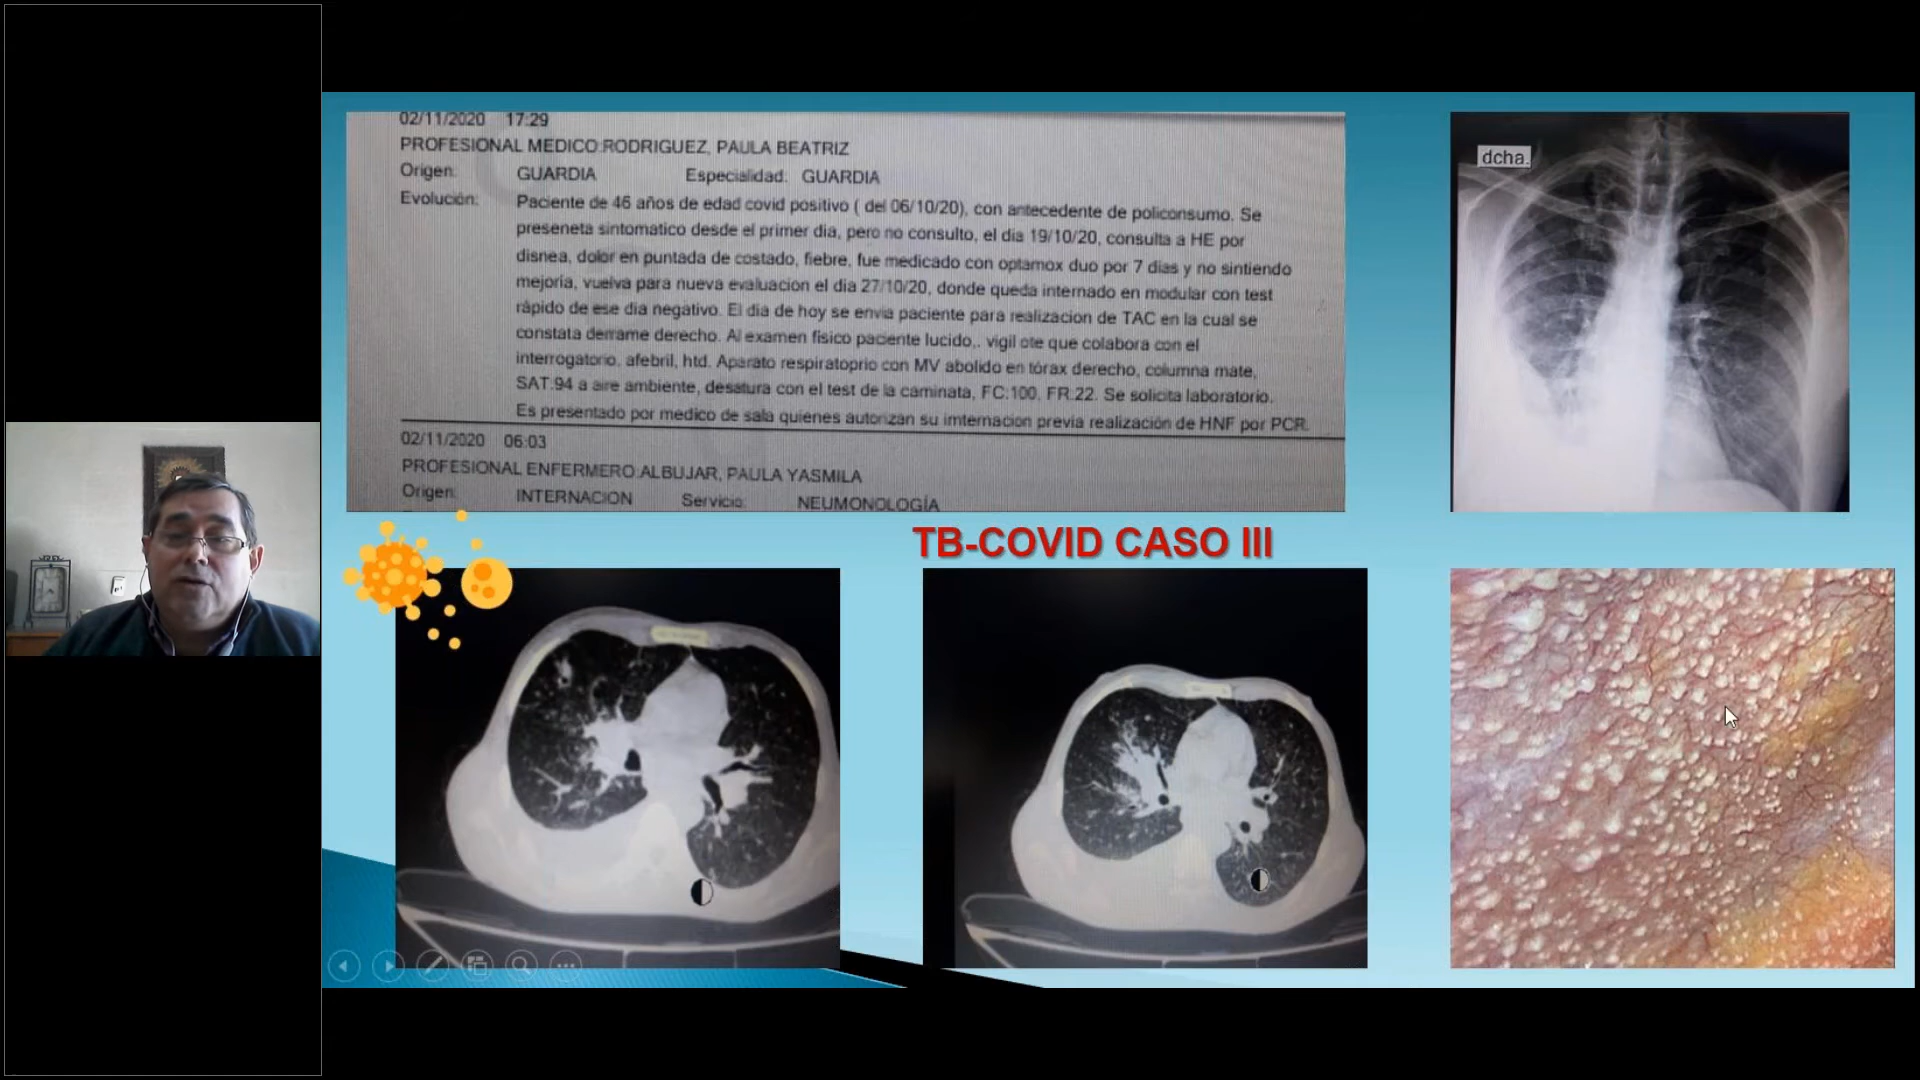 02/11/2020 17:29
PROFESIONAL MEDICO:RODRIGUEZ, PAULA BEATRIZ
Origen: GUARDIA Especialidad: GUARDIA
Evolución: Paciente de 46 años de edad covid positivo ( del 06/10/20), con antecedente de policonsumo. Se
preseneta sintomatico desde el primer dia, pero no consulto, el dia 19/10/20, consulta a HE por
disnea, dolor en puntada de costado, fiebre, fue medicado con optamox duo por 7 dias y no sintiendo
mejoría, vuelva para nueva evaluacion el dia 27/10/20, donde queda internado en modular con test
rápido de ese dia negativo. El dia de hoy se envia paciente para realizacion de TAC en la cual se
constata derrame derecho. Al examen fisico paciente lucido,. vigil ote que colabora con el
interrogatorio, afebril, htd. Aparato respiratoprio con MV abolido en tórax derecho, columna mate,
SAT:94 a aire ambiente, desatura con el test de la caminata, FC:100, FR:22. Se solicita laboratorio.
Es presentado por medico de sala quienes autorizan su imternacion previa realización de HNF por PCR.
02/11/2020 06:03
PROFESIONAL ENFERMERO:ALBUJAR, PAULA YASMILA
Origen: INTERNACION Servicio: NEUMONOLOGÍA
dcha.
TB-COVID CASO III